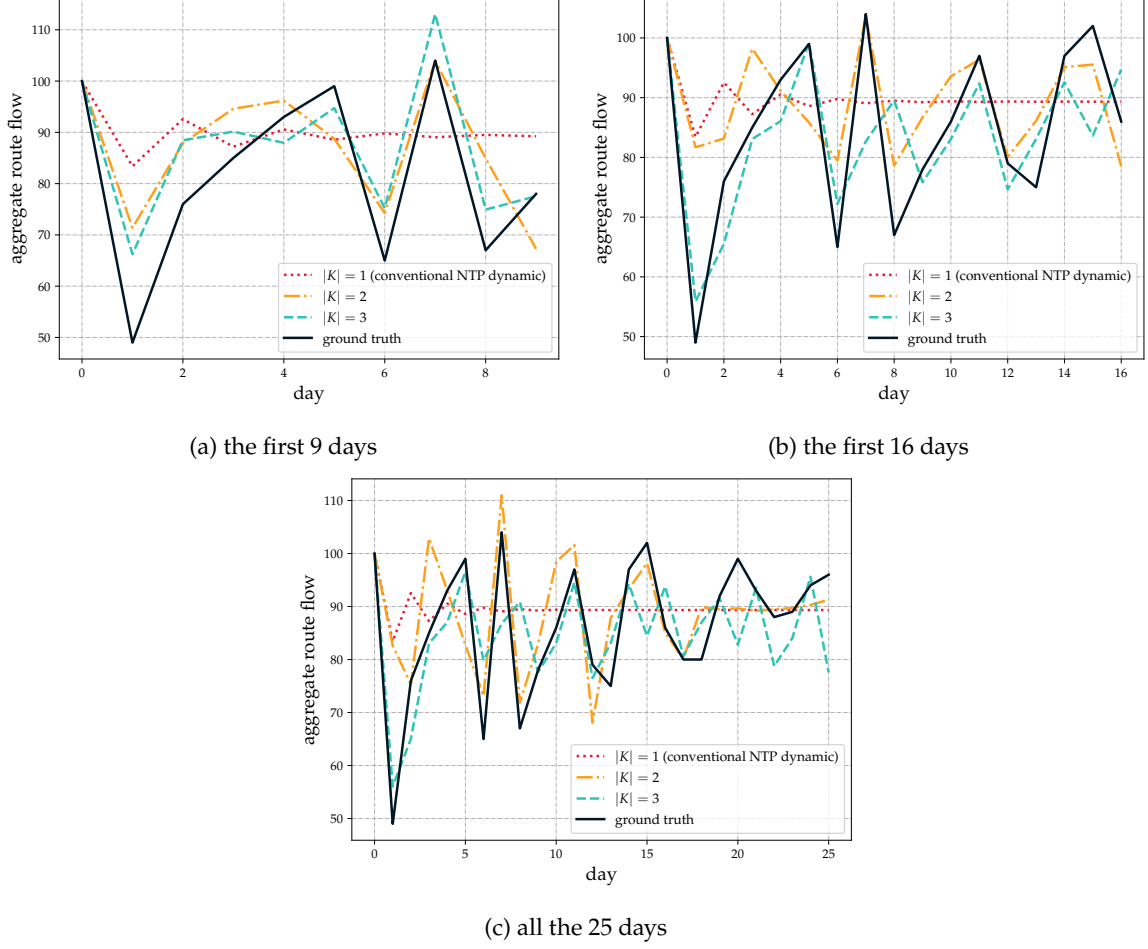 110
100
90
80
70
60
50
aggregate route flow
|K| = 1 (conventional NTP dynamic)
|K| = 2
|K| = 3
ground truth
0 2 4 6 8
day
(a) the first 9 days
100
90
80
70
60
50
aggregate route flow
|K| = 1 (conventional NTP dynamic)
|K| = 2
|K| = 3
ground truth
0 2 4 6 8 10 12 14 16
day
(b) the first 16 days
110
100
90
80
70
60
50
aggregate route flow
|K| = 1 (conventional NTP dynamic)
|K| = 2
|K| = 3
ground truth
0 5 10 15 20 25
day
(c) all the 25 days